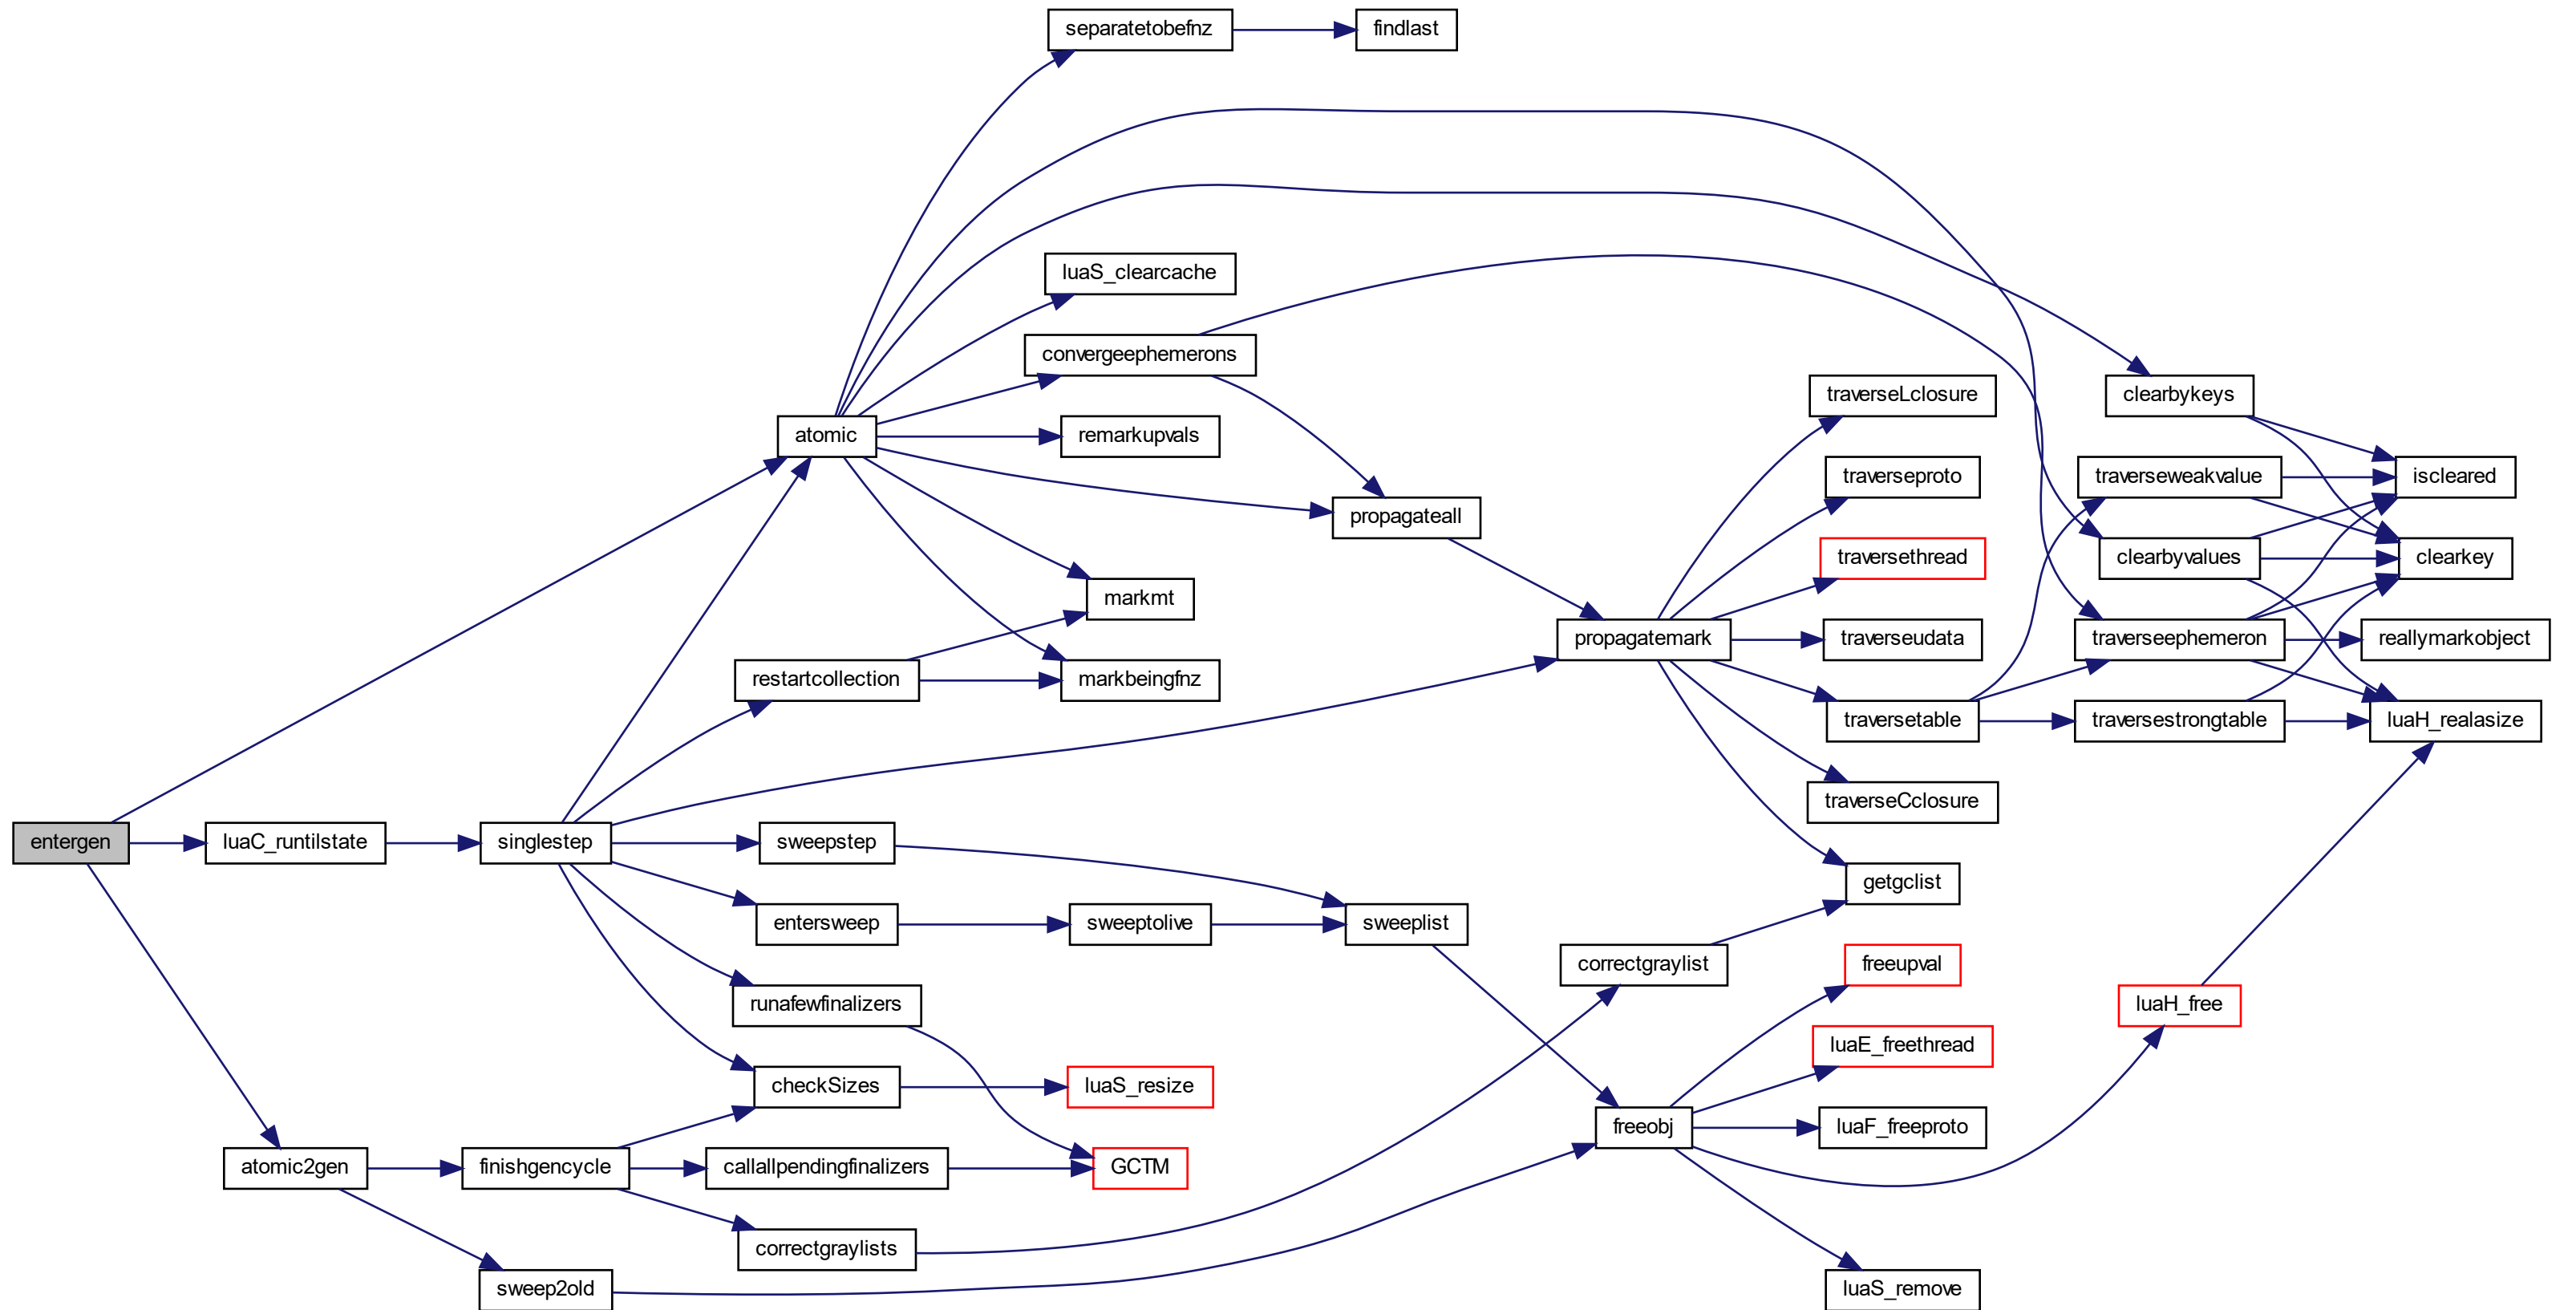 separatetobefnz
findlast
luaS_clearcache
convergeephemerons
traverseLclosure
clearbykeys
atomic
remarkupvals
traverseproto
traverseweakvalue
iscleared
propagateall
traversethread
clearbyvalues
clearkey
markmt
propagatemark
traverseudata
traverseephemeron
reallymarkobject
restartcollection
markbeingfnz
traversetable
traversestrongtable
luaH_realasize
traverseCclosure
entergen
luaC_runtilstate
singlestep
sweepstep
getgclist
entersweep
sweeptolive
sweeplist
correctgraylist
freeupval
runafewfinalizers
luaH_free
luaE_freethread
checkSizes
luaS_resize
freeobj
luaF_freeproto
atomic2gen
finishgencycle
callallpendingfinalizers
GCTM
correctgraylists
sweep2old
luaS_remove